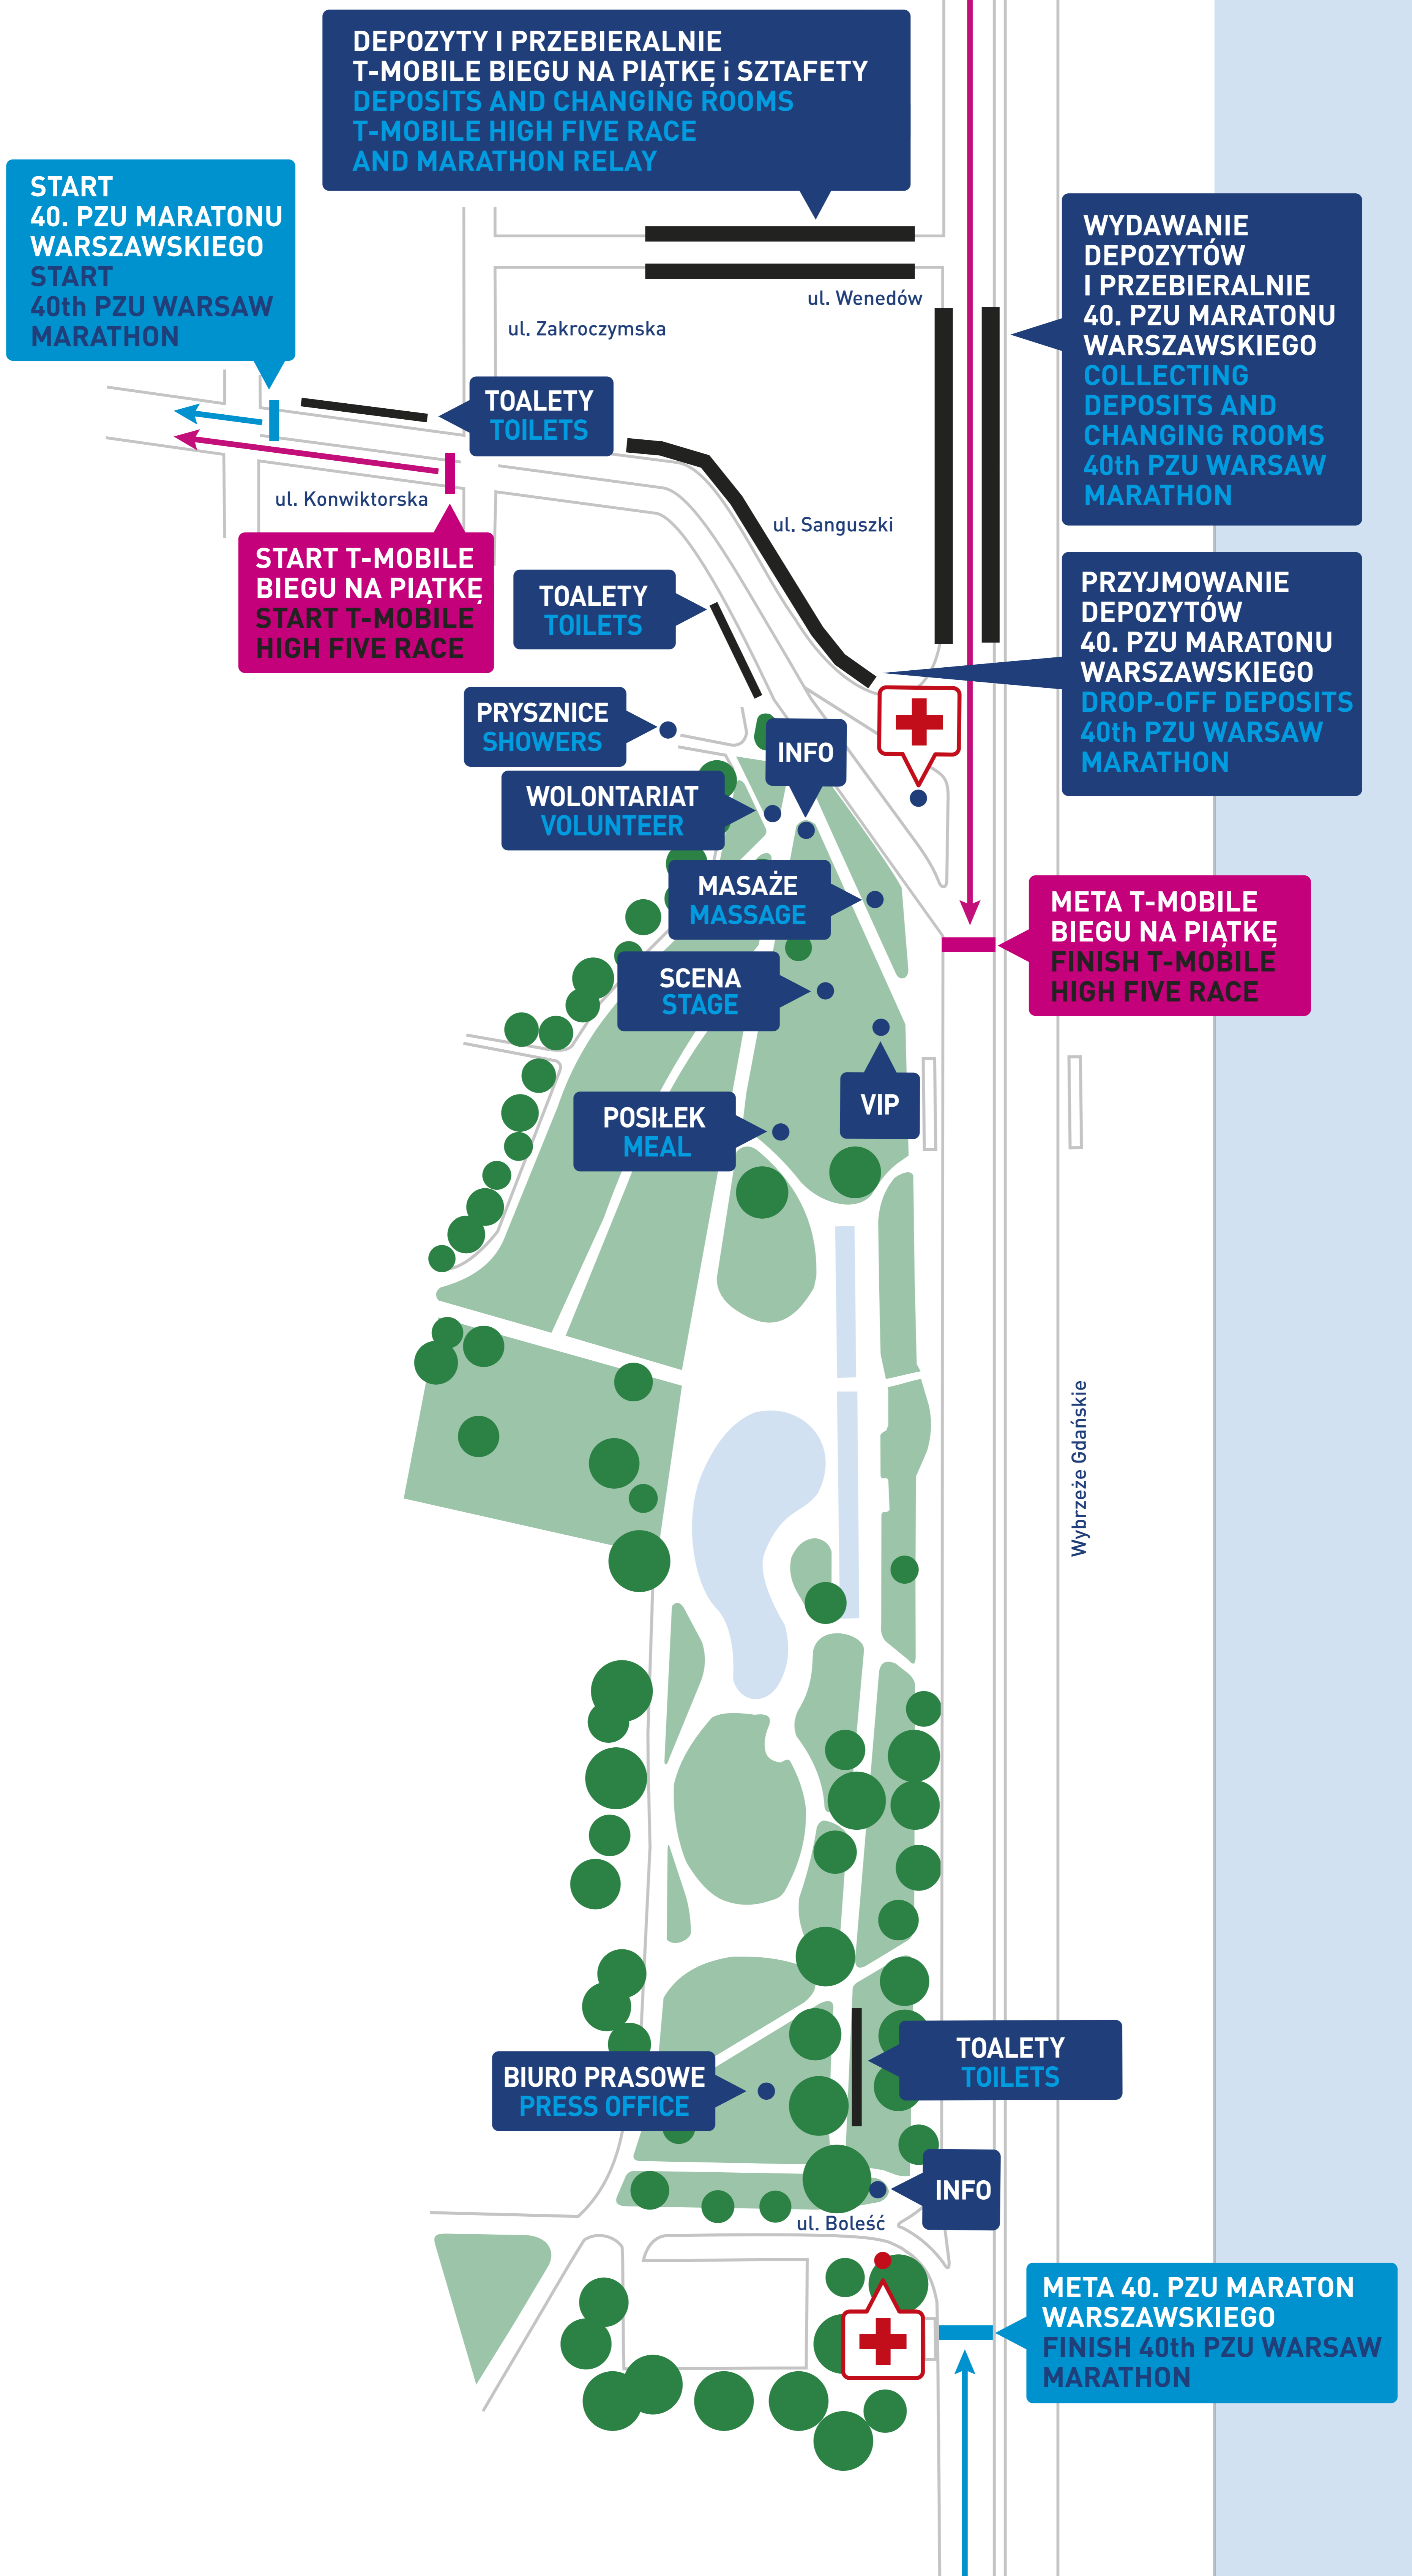 DEPOZYTY I PRZEBIERALNIE
T-MOBILE BIEGU NA PIĄTKĘ i SZTAFETY
DEPOSITS AND CHANGING ROOMS
T-MOBILE HIGH FIVE RACE
AND MARATHON RELAY
START
40. PZU MARATONU
WARSZAWSKIEGO
START
40th PZU WARSAW
MARATHON
WYDAWANIE
DEPOZYTÓW
I PRZEBIERALNIE
40. PZU MARATONU
WARSZAWSKIEGO
COLLECTING
DEPOSITS AND
CHANGING ROOMS
40th PZU WARSAW
MARATHON
ul. Wenedów
ul. Zakroczymska
TOALETY
TOILETS
ul. Konwiktorska
ul. Sanguszki
START T-MOBILE
BIEGU NA PIĄTKĘ
START T-MOBILE
HIGH FIVE RACE
TOALETY
TOILETS
PRZYJMOWANIE
DEPOZYTÓW
40. PZU MARATONU
WARSZAWSKIEGO
DROP-OFF DEPOSITS
40th PZU WARSAW
MARATHON
PRYSZNICE
SHOWERS
INFO
WOLONTARIAT
VOLUNTEER
MASAŻE
MASSAGE
META T-MOBILE
BIEGU NA PIĄTKĘ
FINISH T-MOBILE
HIGH FIVE RACE
SCENA
STAGE
VIP
POSIŁEK
MEAL
Wybrzeże Gdańskie
TOALETY
TOILETS
BIURO PRASOWE
PRESS OFFICE
INFO
ul. Boleść
META 40. PZU MARATON
WARSZAWSKIEGO
FINISH 40th PZU WARSAW
MARATHON